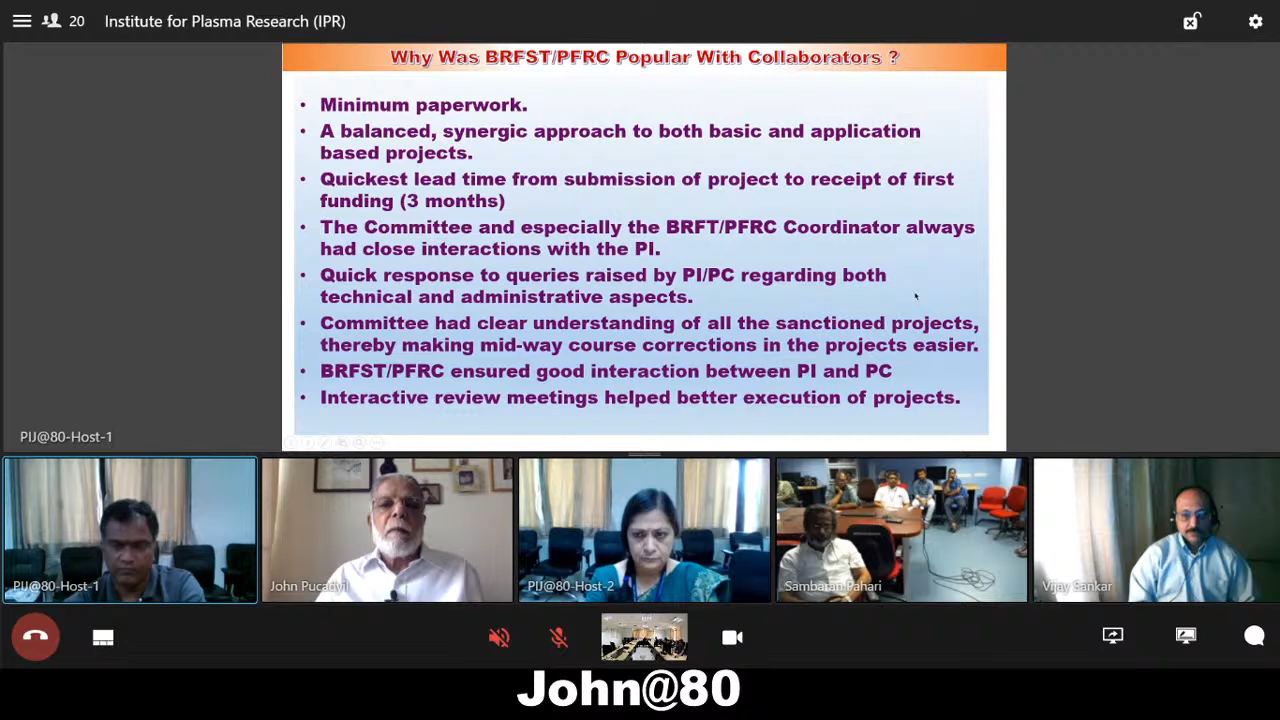 20 Institute for Plasma Research (IPR)
Why Was BRFST/PFRC Popular With Collaborators ?
• Minimum paperwork.
• A balanced, synergic approach to both basic and application
based projects.
• Quickest lead time from submission of project to receipt of first
funding (3 months)
• The Committee and especially the BRFT/PFRC Coordinator always
had close interactions with the PI.
• Quick response to queries raised by PI/PC regarding both
technical and administrative aspects.
• Committee had clear understanding of all the sanctioned projects,
thereby making mid-way course corrections in the projects easier.
• BRFST/PFRC ensured good interaction between PI and PC
• Interactive review meetings helped better execution of projects.
PIJ@80-Host-1
PIJ@80-Host-1
John Pucadyil
PIJ@80-Host-2
Sambaran Pahari
Vijay Sankar
John@80